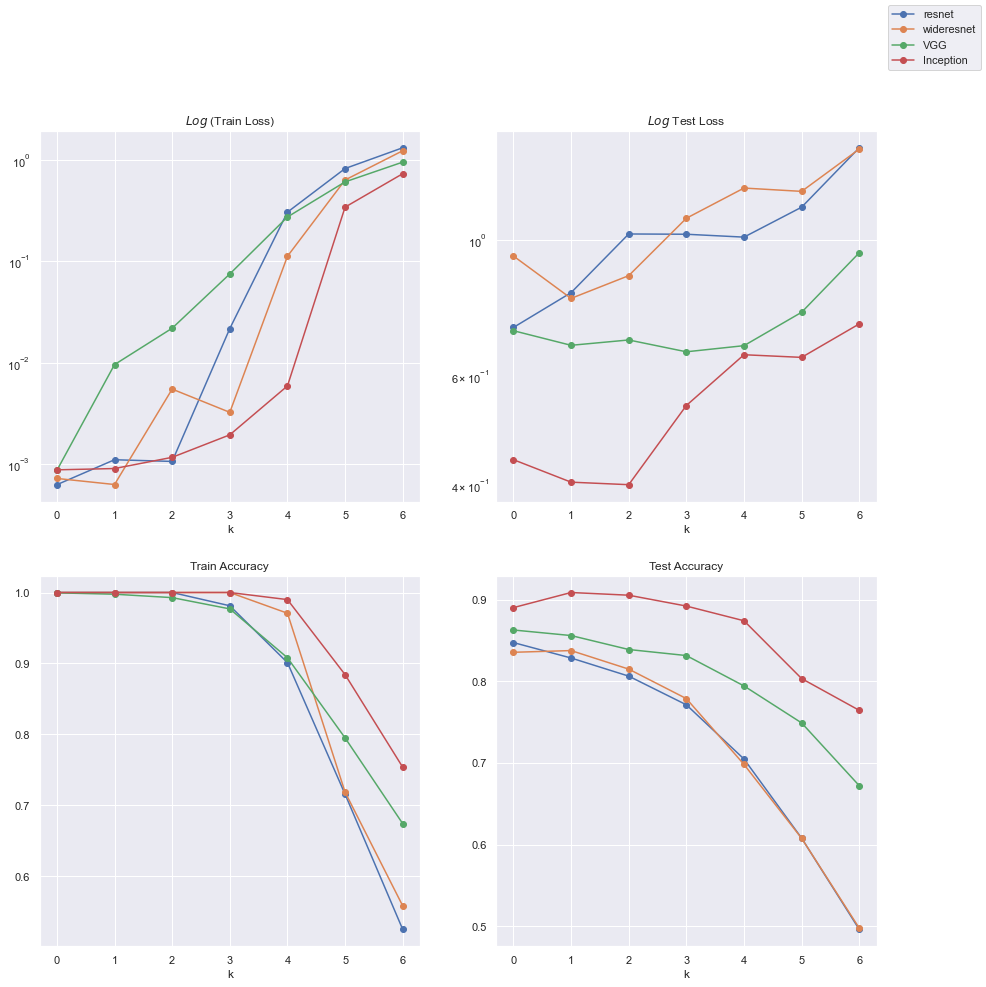 resnet
wideresnet
VGG
Inception
Log (Train Loss)
10⁰
10⁻¹
10⁻²
10⁻³
0 1 2 3 4 5 6
k
Log Test Loss
10⁰
6 × 10⁻¹
4 × 10⁻¹
0 1 2 3 4 5 6
k
Train Accuracy
1.0
0.9
0.8
0.7
0.6
0 1 2 3 4 5 6
k
Test Accuracy
0.9
0.8
0.7
0.6
0.5
0 1 2 3 4 5 6
k